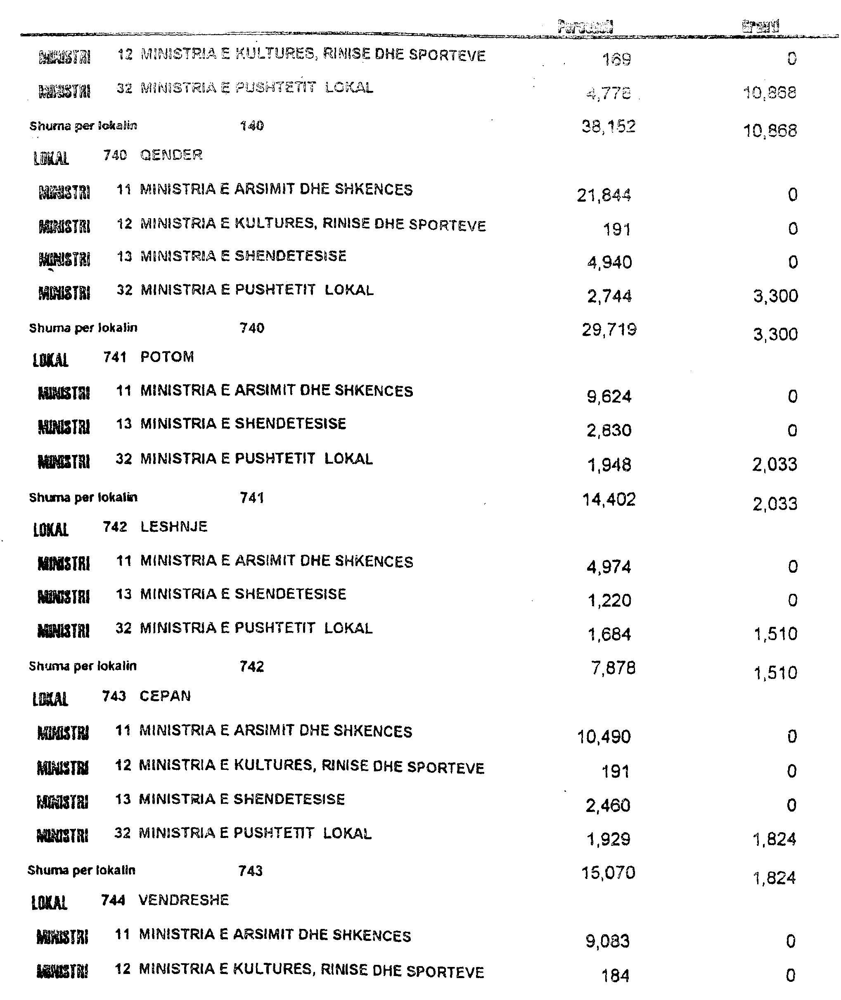 Personeli Granti
MINISTRI 12 MINISTRIA E KULTURES, RINISE DHE SPORTEVE 169 0
MINISTRI 32 MINISTRIA E PUSHTETIT LOKAL 4,778 10,868
Shuma per lokalin 140 38,152 10,868
LOKAL 740 QENDER
MINISTRI 11 MINISTRIA E ARSIMIT DHE SHKENCES 21,844 0
MINISTRI 12 MINISTRIA E KULTURES, RINISE DHE SPORTEVE 191 0
MINISTRI 13 MINISTRIA E SHENDETESISE 4,940 0
MINISTRI 32 MINISTRIA E PUSHTETIT LOKAL 2,744 3,300
Shuma per lokalin 740 29,719 3,300
LOKAL 741 POTOM
MINISTRI 11 MINISTRIA E ARSIMIT DHE SHKENCES 9,624 0
MINISTRI 13 MINISTRIA E SHENDETESISE 2,830 0
MINISTRI 32 MINISTRIA E PUSHTETIT LOKAL 1,948 2,033
Shuma per lokalin 741 14,402 2,033
LOKAL 742 LESHNJE
MINISTRI 11 MINISTRIA E ARSIMIT DHE SHKENCES 4,974 0
MINISTRI 13 MINISTRIA E SHENDETESISE 1,220 0
MINISTRI 32 MINISTRIA E PUSHTETIT LOKAL 1,684 1,510
Shuma per lokalin 742 7,878 1,510
LOKAL 743 CEPAN
MINISTRI 11 MINISTRIA E ARSIMIT DHE SHKENCES 10,490 0
MINISTRI 12 MINISTRIA E KULTURES, RINISE DHE SPORTEVE 191 0
MINISTRI 13 MINISTRIA E SHENDETESISE 2,460 0
MINISTRI 32 MINISTRIA E PUSHTETIT LOKAL 1,929 1,824
Shuma per lokalin 743 15,070 1,824
LOKAL 744 VENDRESHE
MINISTRI 11 MINISTRIA E ARSIMIT DHE SHKENCES 9,083 0
MINISTRI 12 MINISTRIA E KULTURES, RINISE DHE SPORTEVE 184 0